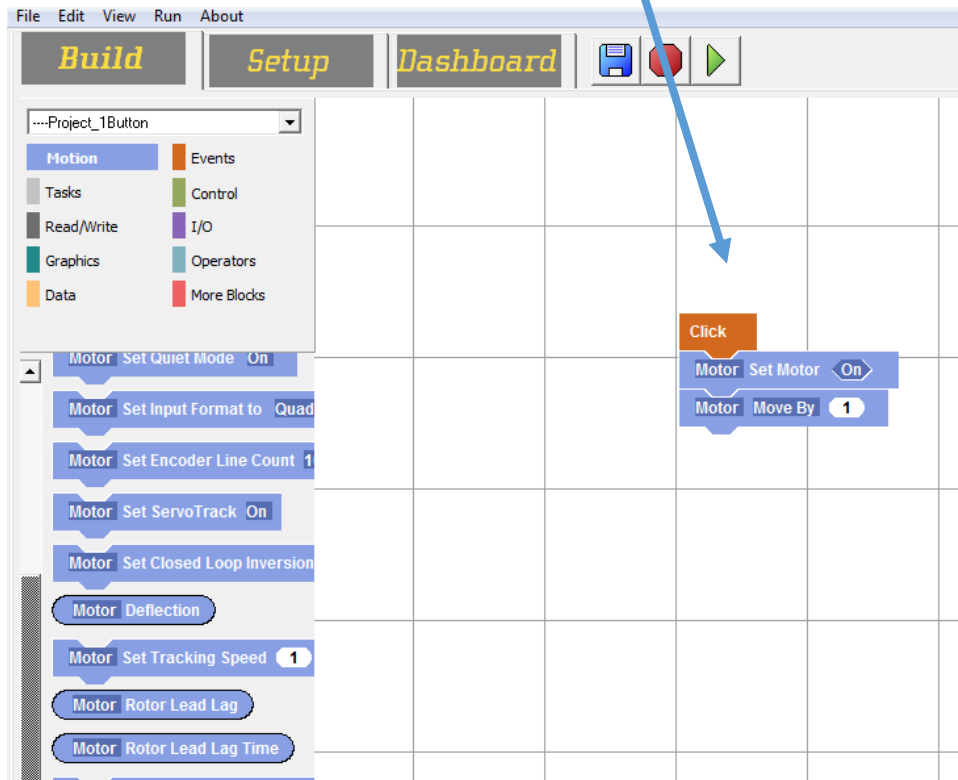 File Edit View Run About
Build Setup Dashboard
----Project_1Button
Motion Events
Tasks Control
Read/Write I/O
Graphics Operators
Data More Blocks
Click
Motor Set Motor On
Motor Move By 1
Motor Set Quiet Mode On
Motor Set Input Format to Quad
Motor Set Encoder Line Count 1
Motor Set ServoTrack On
Motor Set Closed Loop Inversion
Motor Deflection
Motor Set Tracking Speed 1
Motor Rotor Lead Lag
Motor Rotor Lead Lag Time